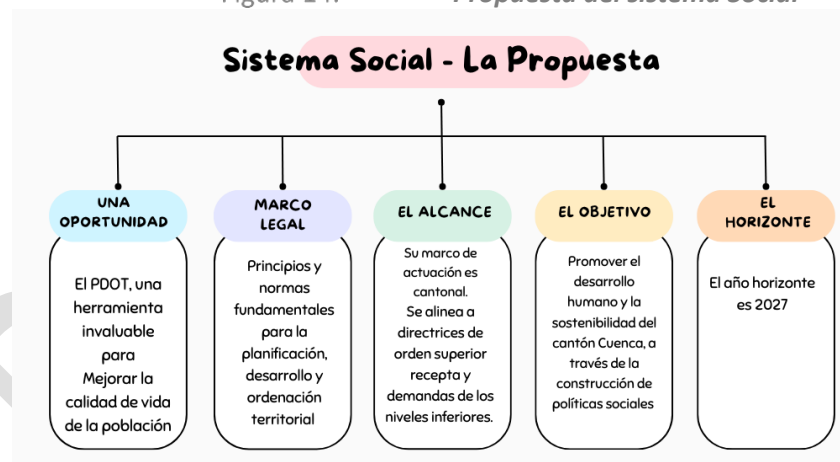 Propuesta del sistema Social
Sistema Social - La Propuesta
UNA
OPORTUNIDAD
El PDOT, una
herramienta
invaluable
para
Mejorar la
calidad de vida
de la población
MARCO
LEGAL
Principios y
normas
fundamentales
para la
planificación,
desarrollo y
ordenación
territorial
EL ALCANCE
Su marco de
actuación es
cantonal.
Se alinea a
directrices de
orden superior
recepta y
demandas de los
niveles inferiores.
EL OBJETIVO
Promover el
desarrollo
humano y la
sostenibilidad del
cantón Cuenca, a
través de la
construcción de
políticas sociales
EL
HORIZONTE
El año horizonte
es 2027